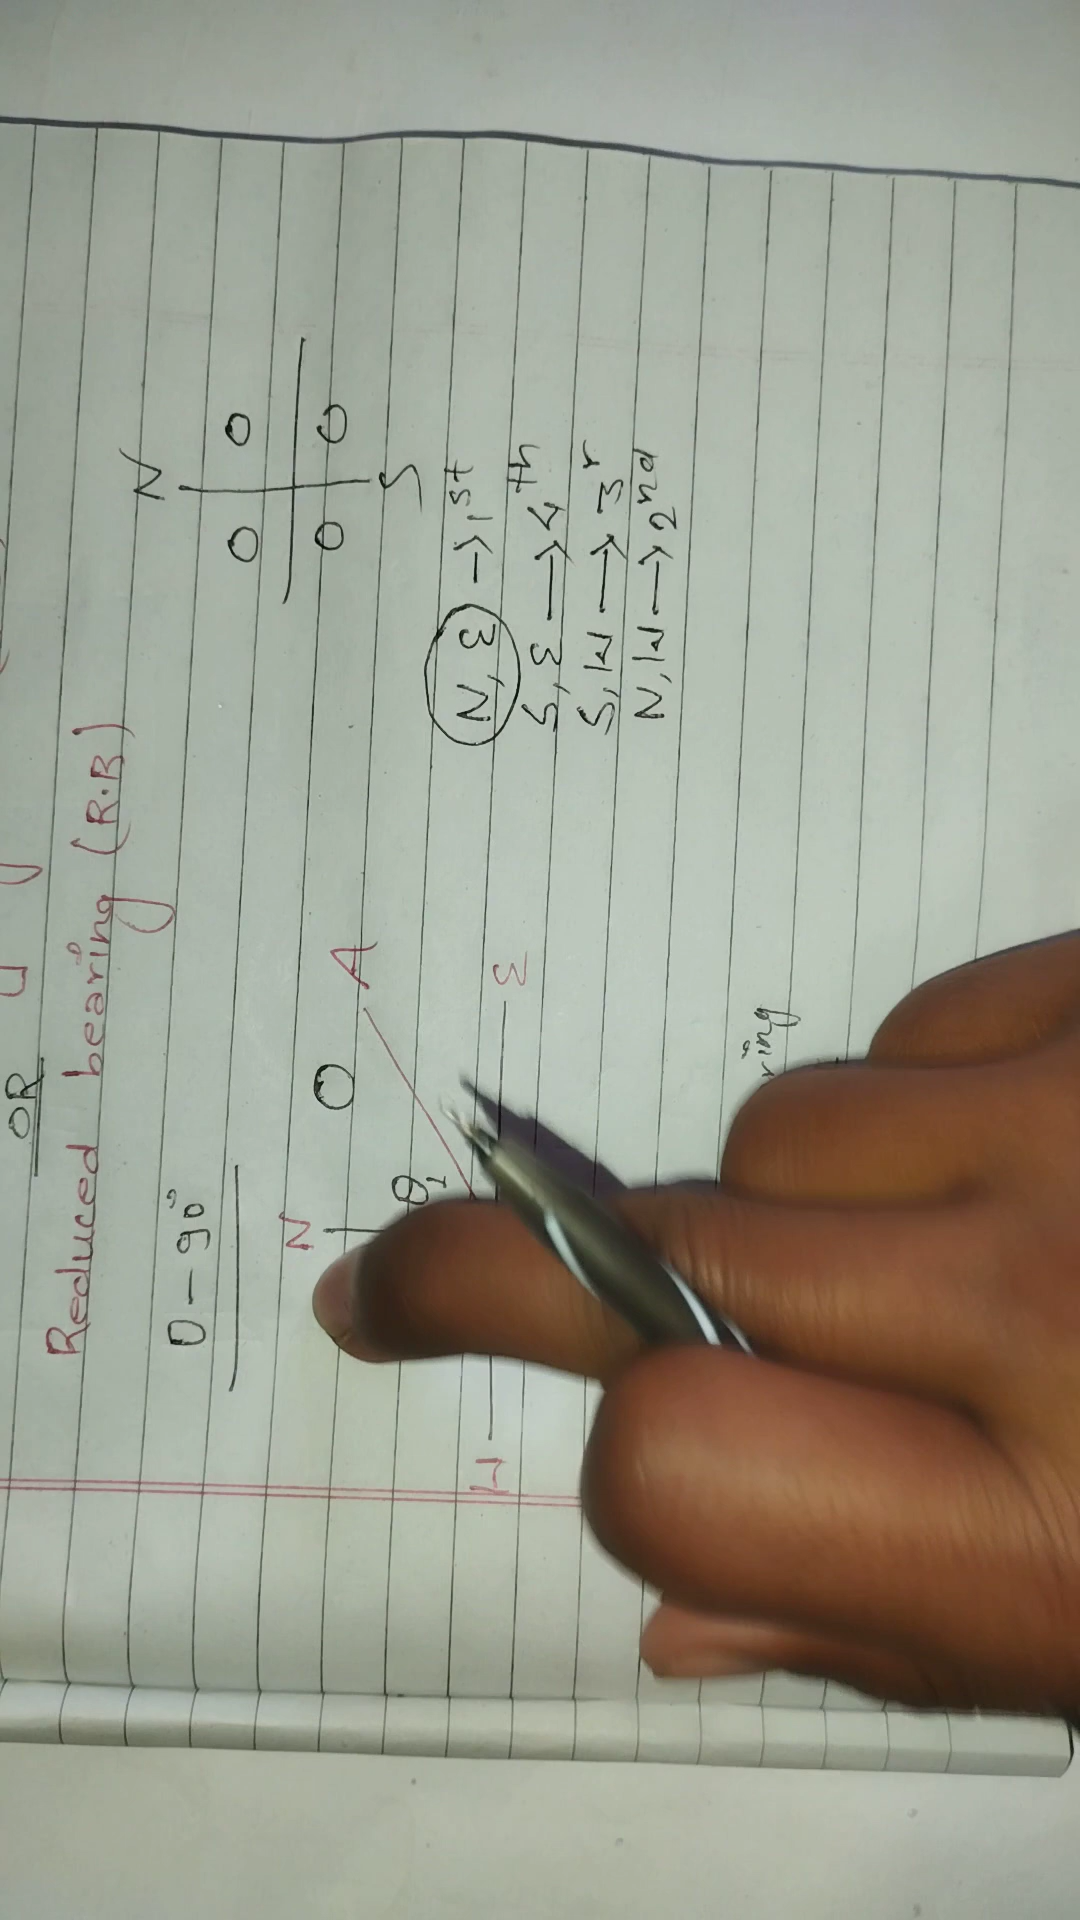 OR
Reduced bearing (R.B)
0 - 90°
N
O O
O O
S
N
O
A
θ1
W
E
N, E → 1st
S, E → 4th
S, W → 3r
N, W → 2nd
ring